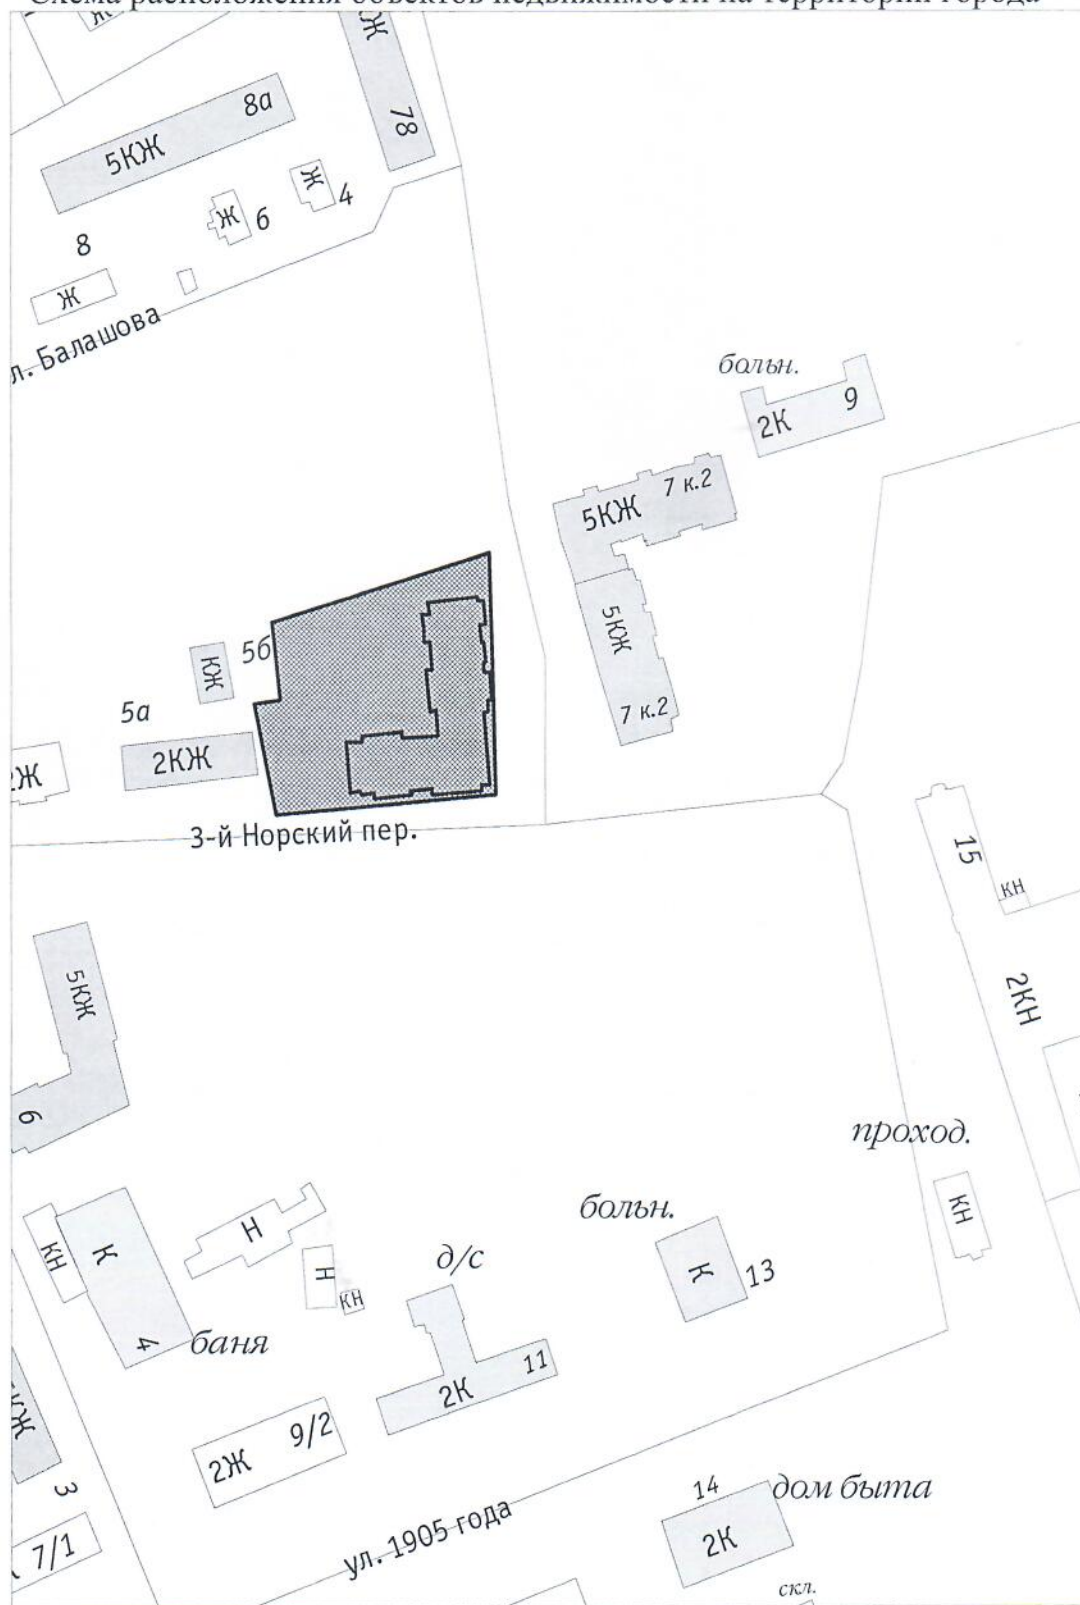 Схема расположения объектов недвижимости на территории города
Ж
Ж
78
8а
5КЖ
Ж
4
Ж
6
8
Ж
л. Балашова
больн.
2К
9
5КЖ
7 к.2
5КЖ
7 к.2
5б
КЖ
5а
2КЖ
2Ж
3-й Норский пер.
15
КН
2КН
5КЖ
6
проход.
КН
больн.
К
13
Н
Н
КН
КН
К
4
баня
д/с
2К
11
2Ж
9/2
КЖ
3
7/1
ул. 1905 года
14
дом быта
2К
скл.